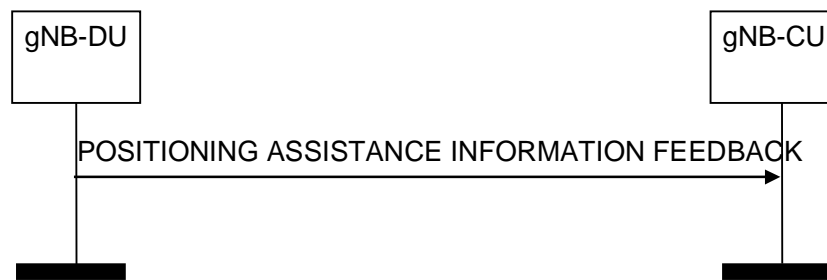 gNB-DU
gNB-CU
POSITIONING ASSISTANCE INFORMATION FEEDBACK